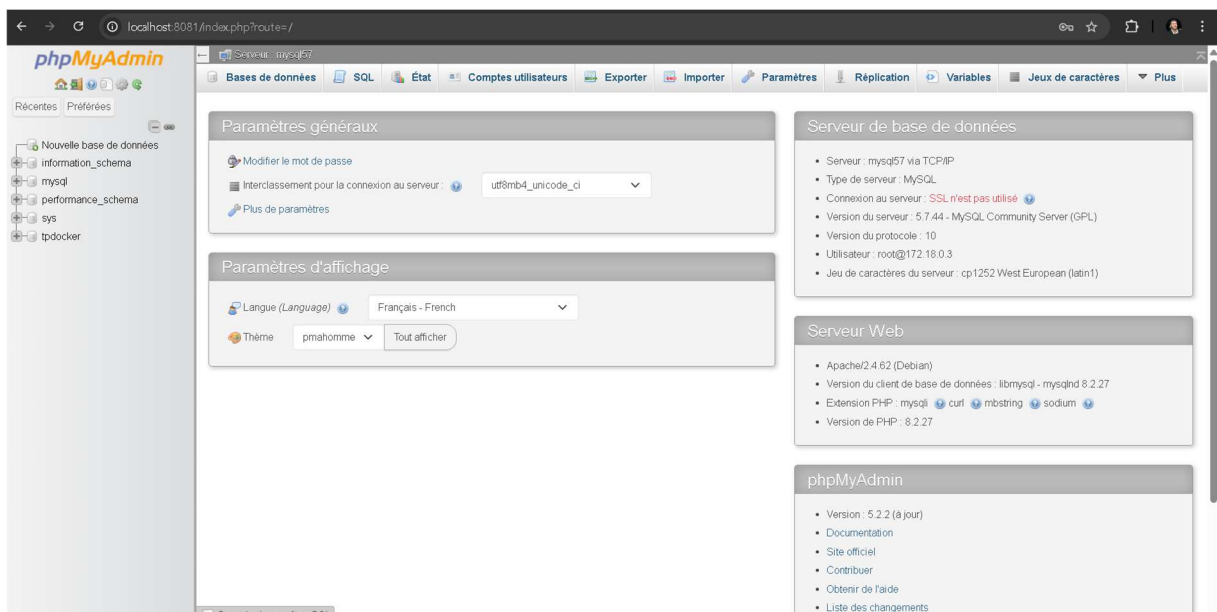 localhost:8081/index.php?route=/
phpMyAdmin
Récentes Préférées
Nouvelle base de données
information_schema
mysql
performance_schema
sys
tpdocker
Serveur : mysql57
Bases de données SQL État Comptes utilisateurs Exporter Importer Paramètres Réplication Variables Jeux de caractères Plus
Paramètres généraux
Modifier le mot de passe
Interclassement pour la connexion au serveur : utf8mb4_unicode_ci
Plus de paramètres
Paramètres d'affichage
Langue (Language) Français - French
Thème pmahomme Tout afficher
Serveur de base de données
Serveur : mysql57 via TCP/IP
Type de serveur : MySQL
Connexion au serveur : SSL n'est pas utilisé
Version du serveur : 5.7.44 - MySQL Community Server (GPL)
Version du protocole : 10
Utilisateur : root@172.18.0.3
Jeu de caractères du serveur : cp1252 West European (latin1)
Serveur Web
Apache/2.4.62 (Debian)
Version du client de base de données : libmysql - mysqlnd 8.2.27
Extension PHP : mysqli curl mbstring sodium
Version de PHP : 8.2.27
phpMyAdmin
Version : 5.2.2 (à jour)
Documentation
Site officiel
Contribuer
Obtenir de l'aide
Liste des changements